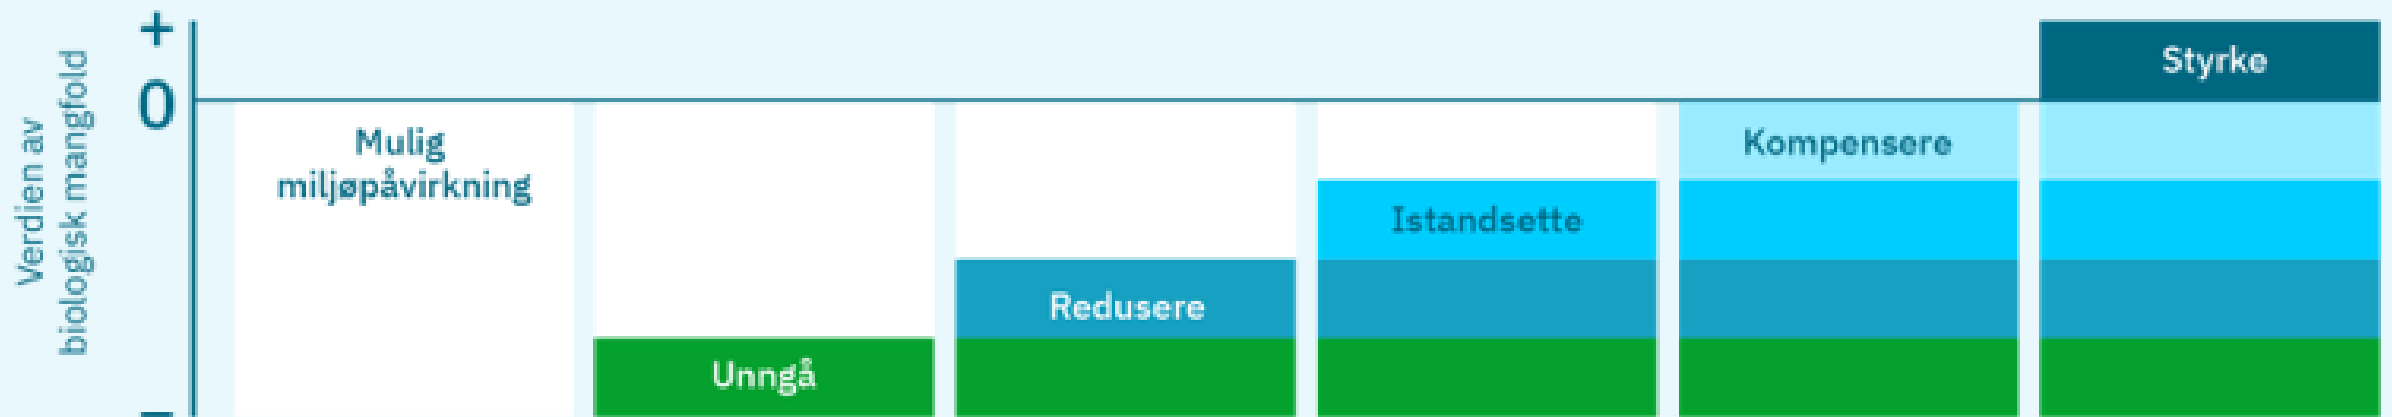 Verdien av
biologisk mangfold
+
0
-
Mulig
miljøpåvirkning
Unngå
Redusere
Istandsette
Kompensere
Styrke